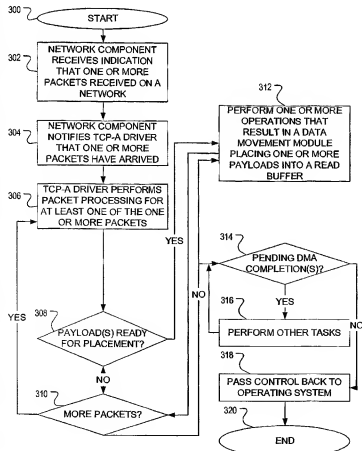 300
START
302
NETWORK COMPONENT
RECEIVES INDICATION
THAT ONE OR MORE
PACKETS RECEIVED ON A
NETWORK
304
NETWORK COMPONENT
NOTIFIES TCP-A DRIVER
THAT ONE OR MORE
PACKETS HAVE ARRIVED
306
TCP-A DRIVER PERFORMS
PACKET PROCESSING FOR
AT LEAST ONE OF THE ONE
OR MORE PACKETS
YES
308
PAYLOAD(S) READY
FOR PLACEMENT?
YES
NO
310
MORE PACKETS?
NO
312
PERFORM ONE OR MORE
OPERATIONS THAT
RESULT IN A DATA
MOVEMENT MODULE
PLACING ONE OR MORE
PAYLOADS INTO A READ
BUFFER
314
PENDING DMA
COMPLETION(S)?
YES
316
PERFORM OTHER TASKS
NO
318
PASS CONTROL BACK TO
OPERATING SYSTEM
320
END